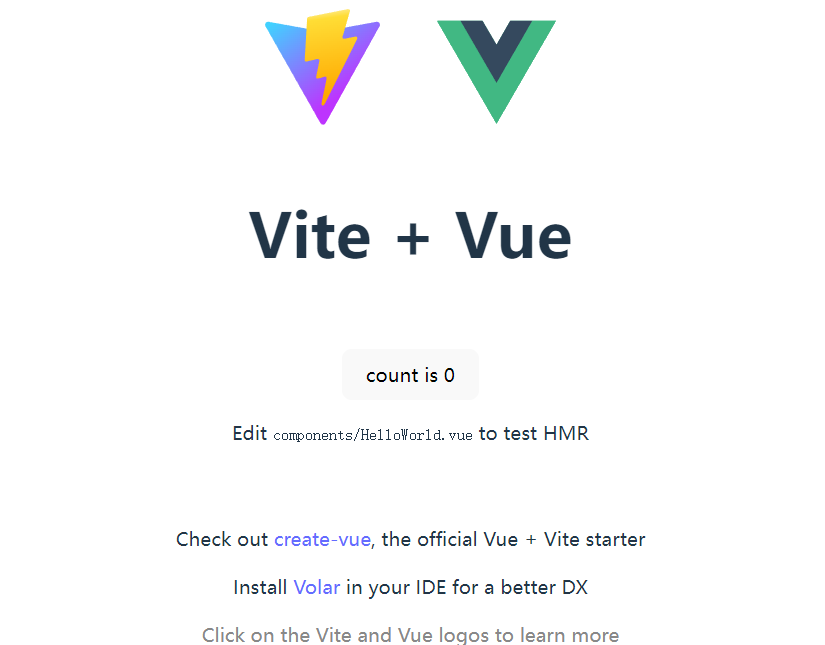 Vite + Vue
count is 0
Edit components/HelloWorld.vue to test HMR
Check out create-vue, the official Vue + Vite starter
Install Volar in your IDE for a better DX
Click on the Vite and Vue logos to learn more